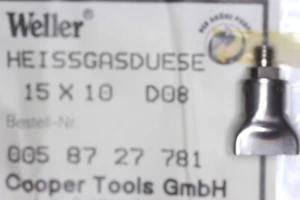 Weller®
HEISSGASDUESE
15 X 10 D08
Bestell-Nr.
005 87 27 781
Cooper Tools GmbH